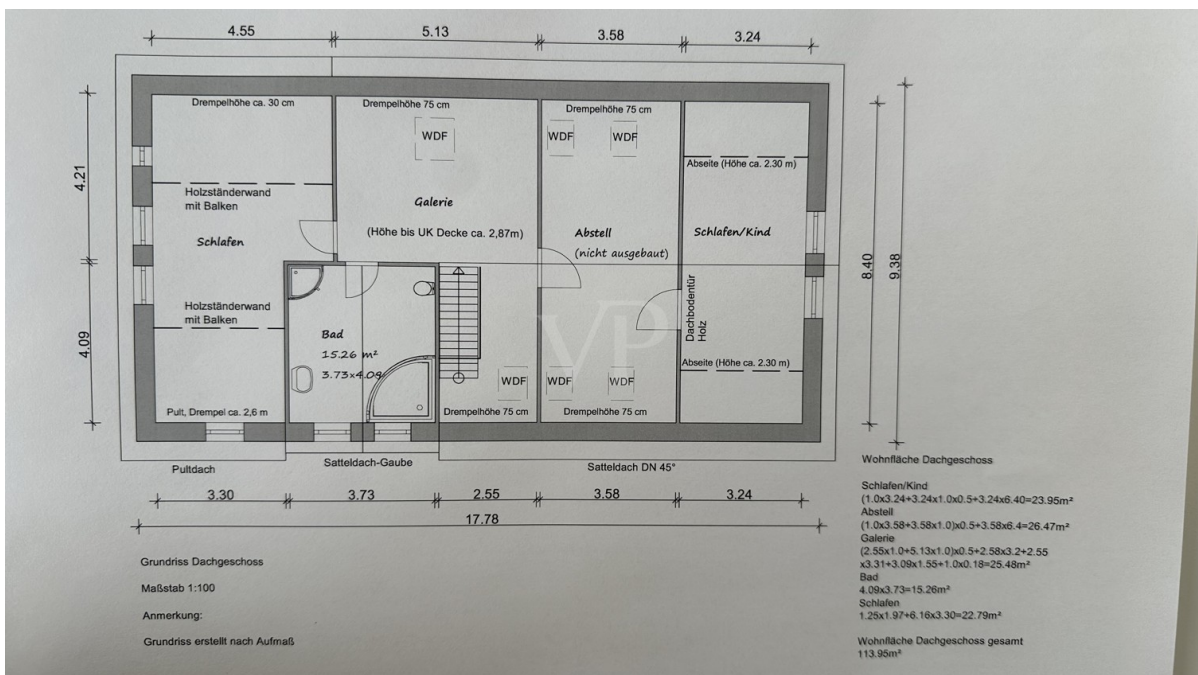 4.55
5.13
3.58
3.24
Drempelhöhe ca. 30 cm
Drempelhöhe 75 cm
Drempelhöhe 75 cm
WDF
WDF
WDF
4.21
Abseite (Höhe ca. 2.30 m)
Holzständerwand
mit Balken
Galerie
Schlafen
(Höhe bis UK Decke ca. 2,87m)
Abstell
(nicht ausgebaut)
Schlafen/Kind
8.40
9.38
Dachbodentür
Holz
Holzständerwand
mit Balken
4.09
Bad
15.26 m²
3.73x4.09
VP
Abseite (Höhe ca. 2.30 m)
WDF
WDF
WDF
Pult, Drempel ca. 2,6 m
Drempelhöhe 75 cm
Drempelhöhe 75 cm
Pultdach
Satteldach-Gaube
Satteldach DN 45°
3.30
3.73
2.55
3.58
3.24
17.78
Grundriss Dachgeschoss
Maßstab 1:100
Anmerkung:
Grundriss erstellt nach Aufmaß
Wohnfläche Dachgeschoss
Schlafen/Kind
(1.0x3.24+3.24x1.0x0.5+3.24x6.40=23.95m²
Abstell
(1.0x3.58+3.58x1.0)x0.5+3.58x6.4=26.47m²
Galerie
(2.55x1.0+5.13x1.0)x0.5+2.58x3.2+2.55
x3.31+3.09x1.55+1.0x0.18=25.48m²
Bad
4.09x3.73=15.26m²
Schlafen
1.25x1.97+6.16x3.30=22.79m²
Wohnfläche Dachgeschoss gesamt
113.95m²